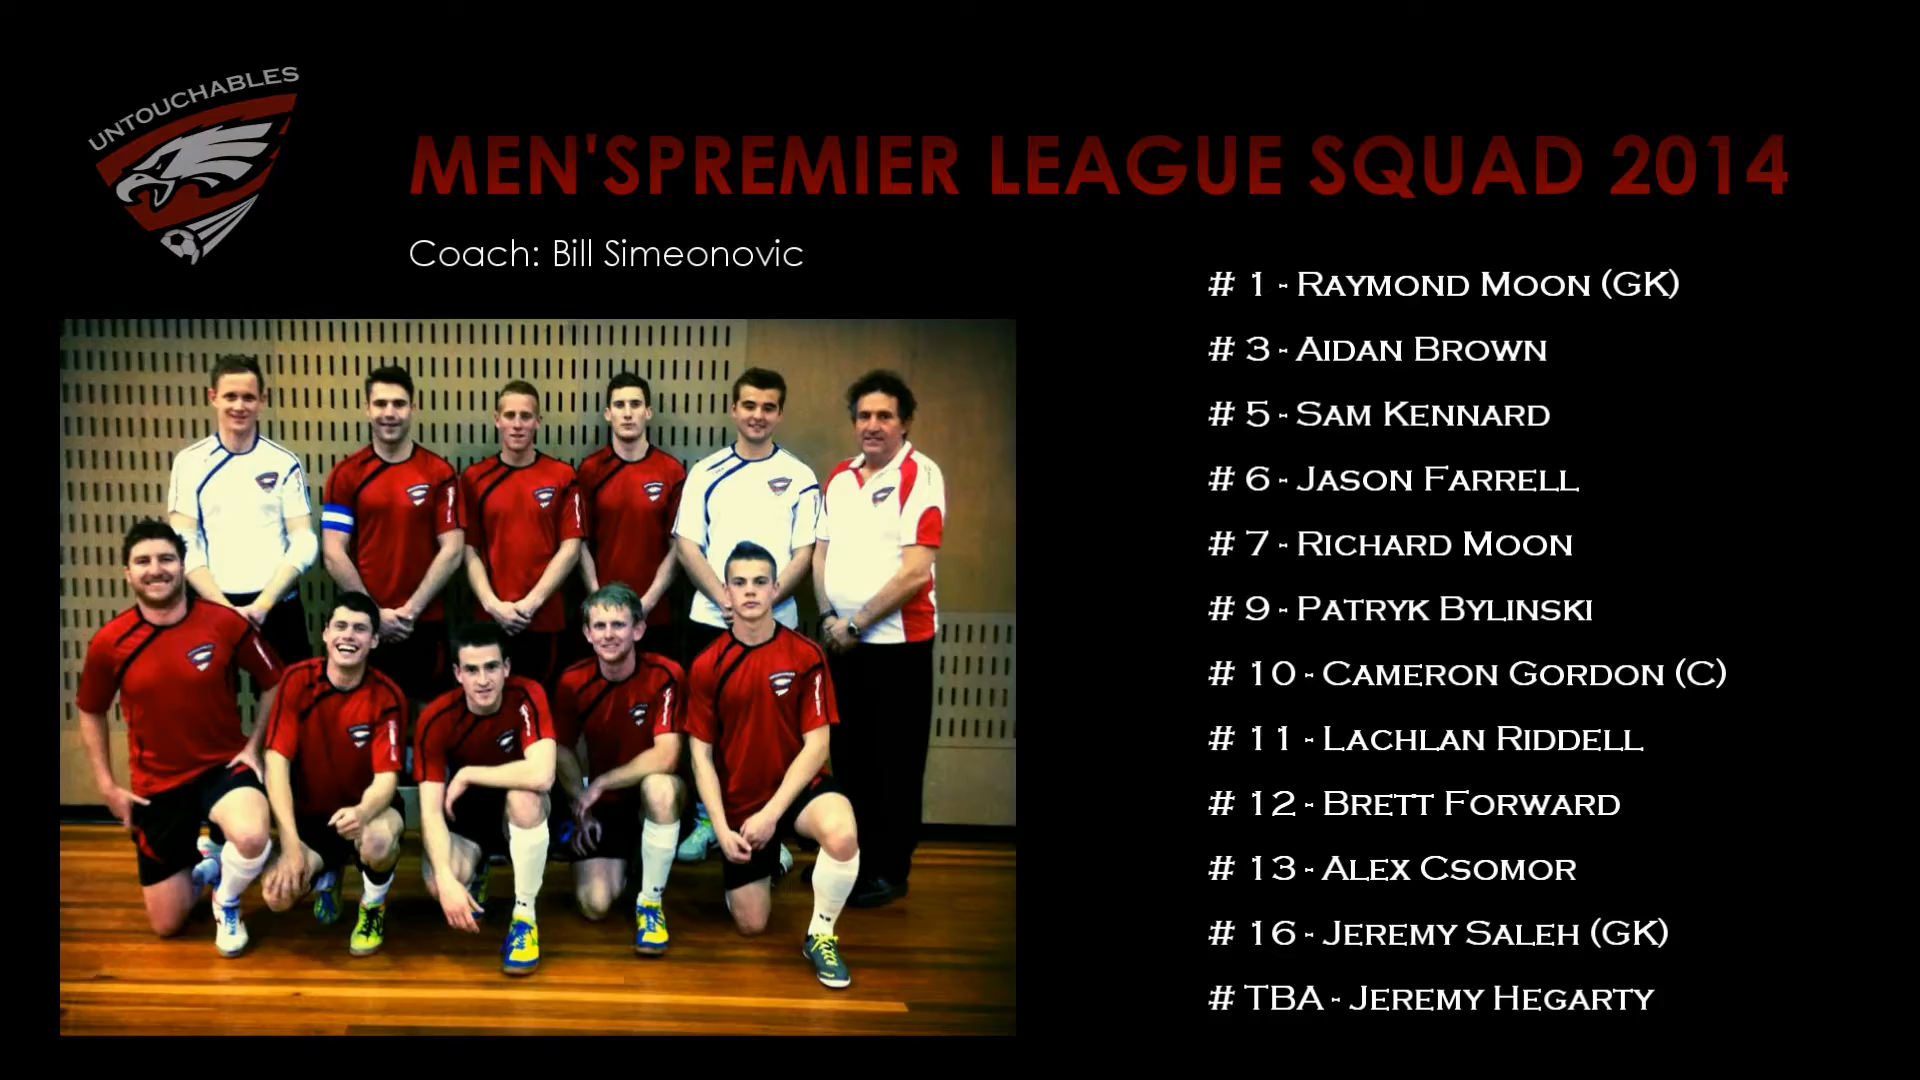 UNTOUCHABLES
MEN'SPREMIER LEAGUE SQUAD 2014
Coach: Bill Simeonovic
# 1 - RAYMOND MOON (GK)
# 3 - AIDAN BROWN
# 5 - SAM KENNARD
# 6 - JASON FARRELL
# 7 - RICHARD MOON
# 9 - PATRYK BYLINSKI
# 10 - CAMERON GORDON (C)
# 11 - LACHLAN RIDDELL
# 12 - BRETT FORWARD
# 13 - ALEX CSOMOR
# 16 - JEREMY SALEH (GK)
# TBA - JEREMY HEGARTY